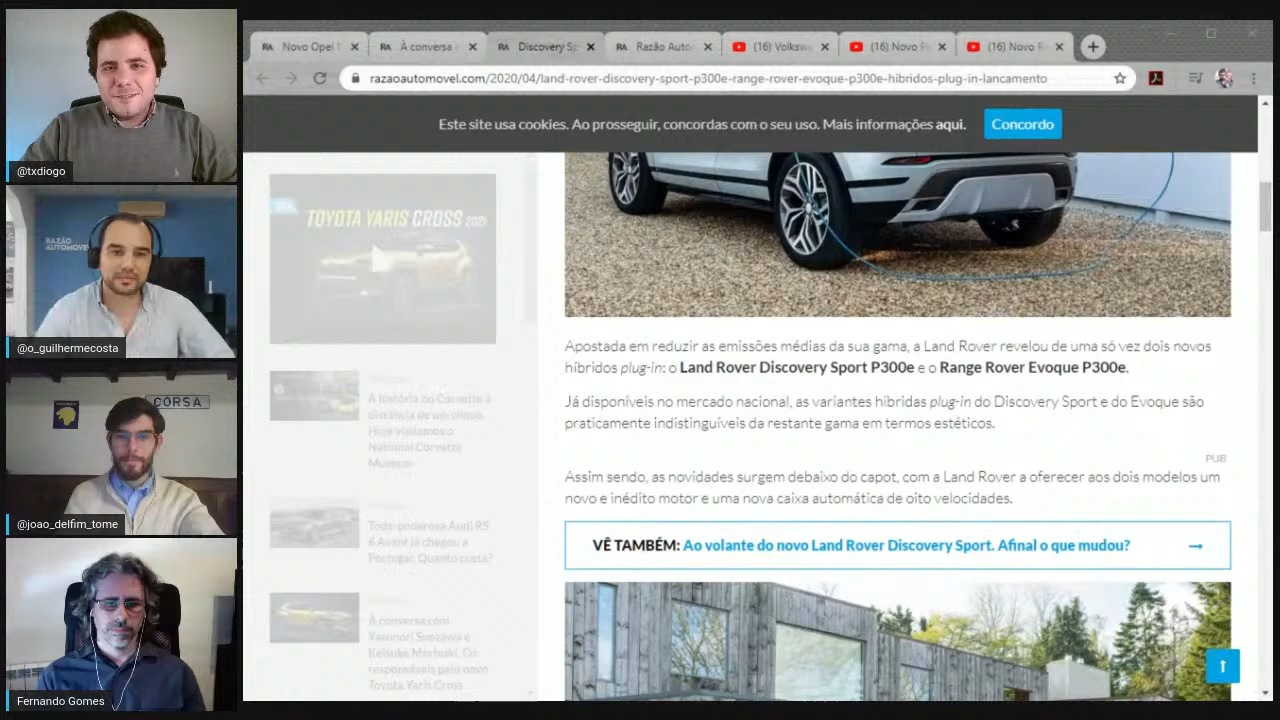 @txdiogo
RAZÃO
AUTOMÓVEL
@o_guilhermecosta
CORSA
@joao_delfim_tome
Fernando Gomes
Novo Opel
À conversa
Discovery Sp
Razão Auto
(16) Volksw
(16) Novo
(16) Novo
razaoautomovel.com/2020/04/land-rover-discovery-sport-p300e-range-rover-evoque-p300e-hibridos-plug-in-lancamento
Este site usa cookies. Ao prosseguir, concordas com o seu uso. Mais informações aqui.
Concordo
TOYOTA YARIS CROSS 2021
A história do Corvette à
distância de um clique.
Hoje visitamos o
National Corvette
Museum
Toda-poderosa Audi RS
6 Avant já chegou a
Portugal. Quanto custa?
À conversa com
Yasunori Suezawa e
Keisuke Morisaki. Os
responsáveis pelo novo
Toyota Yaris Cross
Apostada em reduzir as emissões médias da sua gama, a Land Rover revelou de uma só vez dois novos
híbridos plug-in: o Land Rover Discovery Sport P300e e o Range Rover Evoque P300e.
Já disponíveis no mercado nacional, as variantes híbridas plug-in do Discovery Sport e do Evoque são
praticamente indistinguíveis da restante gama em termos estéticos.
PUB
Assim sendo, as novidades surgem debaixo do capot, com a Land Rover a oferecer aos dois modelos um
novo e inédito motor e uma nova caixa automática de oito velocidades.
VÊ TAMBÉM: Ao volante do novo Land Rover Discovery Sport. Afinal o que mudou?